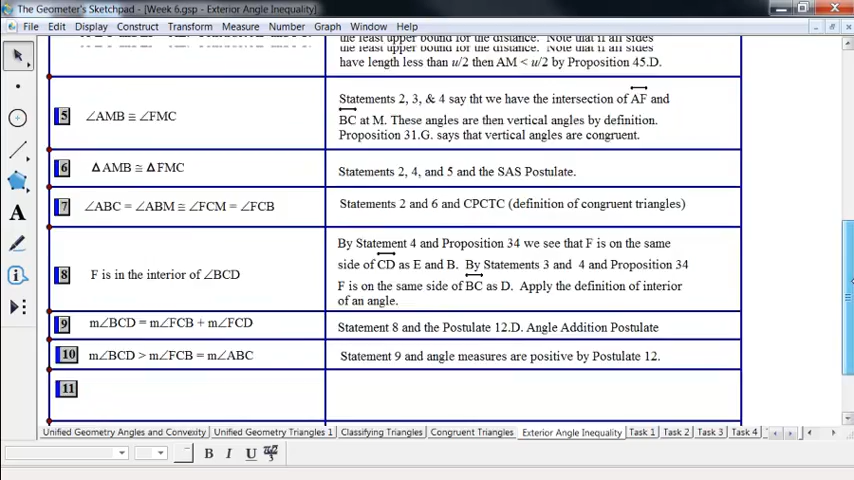 The Geometer's Sketchpad - [Week 6.gsp - Exterior Angle Inequality]
File Edit Display Construct Transform Measure Number Graph Window Help
the least upper bound for the distance. Note that if all sides
have length less than u/2 then AM < u/2 by Proposition 45.D.
5 ∠AMB ≅ ∠FMC
Statements 2, 3, & 4 say tht we have the intersection of AF and
BC at M. These angles are then vertical angles by definition.
Proposition 31.G. says that vertical angles are congruent.
6 ΔAMB ≅ ΔFMC
Statements 2, 4, and 5 and the SAS Postulate.
7 ∠ABC = ∠ABM ≅ ∠FCM = ∠FCB
Statements 2 and 6 and CPCTC (definition of congruent triangles)
8 F is in the interior of ∠BCD
By Statement 4 and Proposition 34 we see that F is on the same
side of CD as E and B. By Statements 3 and 4 and Proposition 34
F is on the same side of BC as D. Apply the definition of interior
of an angle.
9 m∠BCD = m∠FCB + m∠FCD
Statement 8 and the Postulate 12.D. Angle Addition Postulate
10 m∠BCD > m∠FCB = m∠ABC
Statement 9 and angle measures are positive by Postulate 12.
11
Unified Geometry Angles and Convexity Unified Geometry Triangles 1 Classifying Triangles Congruent Triangles Exterior Angle Inequality Task 1 Task 2 Task 3 Task 4
B I U